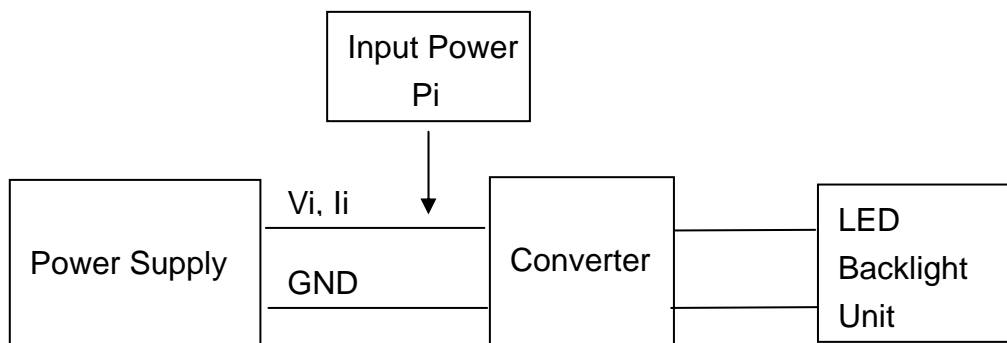 Input Power
Pi
Vi, Ii
Power Supply
GND
Converter
LED
Backlight
Unit